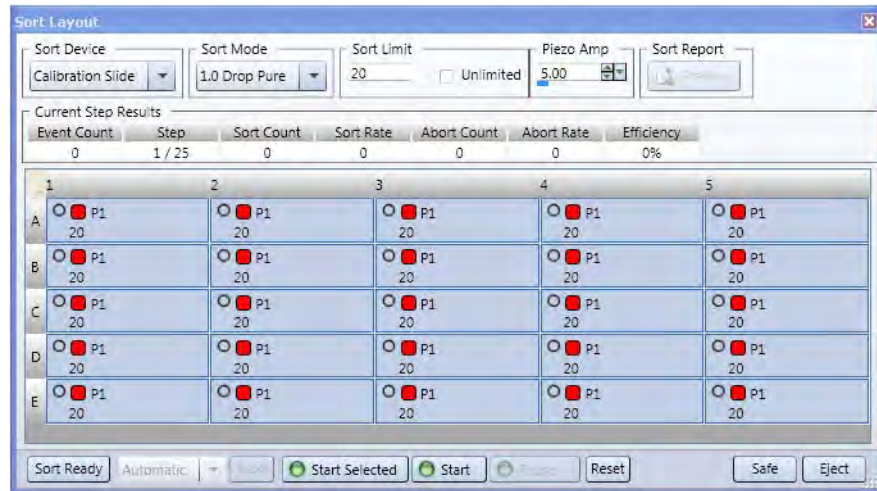 Sort Layout
Sort Device Sort Mode Sort Limit Piezo Amp Sort Report
Calibration Slide 1.0 Drop Pure 20 Unlimited 5.00
Current Step Results
Event Count Step Sort Count Sort Rate Abort Count Abort Rate Efficiency
0 1 / 25 0 0 0 0 0%
1 2 3 4 5
A P1 P1 P1 P1 P1
20 20 20 20 20
B P1 P1 P1 P1 P1
20 20 20 20 20
C P1 P1 P1 P1 P1
20 20 20 20 20
D P1 P1 P1 P1 P1
20 20 20 20 20
E P1 P1 P1 P1 P1
20 20 20 20 20
Sort Ready Automatic Start Selected Start Reset Safe Eject